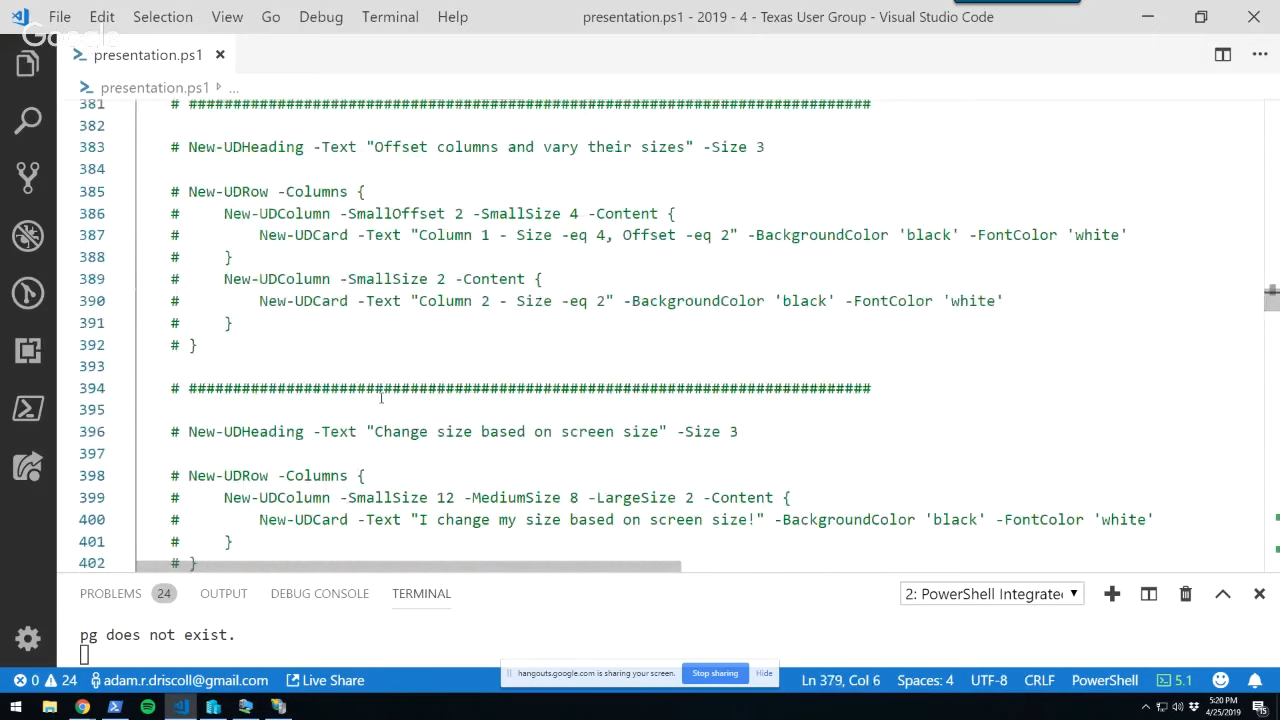 File Edit Selection View Go Debug Terminal Help presentation.ps1 - 2019 - 4 - Texas User Group - Visual Studio Code
Google
presentation.ps1
presentation.ps1 ...
381 # #############################################################################
382
383 # New-UDHeading -Text "Offset columns and vary their sizes" -Size 3
384
385 # New-UDRow -Columns {
386 # New-UDColumn -SmallOffset 2 -SmallSize 4 -Content {
387 # New-UDCard -Text "Column 1 - Size -eq 4, Offset -eq 2" -BackgroundColor 'black' -FontColor 'white'
388 # }
389 # New-UDColumn -SmallSize 2 -Content {
390 # New-UDCard -Text "Column 2 - Size -eq 2" -BackgroundColor 'black' -FontColor 'white'
391 # }
392 # }
393
394 # #############################################################################
395
396 # New-UDHeading -Text "Change size based on screen size" -Size 3
397
398 # New-UDRow -Columns {
399 # New-UDColumn -SmallSize 12 -MediumSize 8 -LargeSize 2 -Content {
400 # New-UDCard -Text "I change my size based on screen size!" -BackgroundColor 'black' -FontColor 'white'
401 # }
402 # }
PROBLEMS 24 OUTPUT DEBUG CONSOLE TERMINAL 2: PowerShell Integrated
pg does not exist.
hangouts.google.com is sharing your screen. Stop sharing Hide
0 24 adam.r.driscoll@gmail.com Live Share Ln 379, Col 6 Spaces: 4 UTF-8 CRLF PowerShell 5.1
5:20 PM
4/25/2019
15